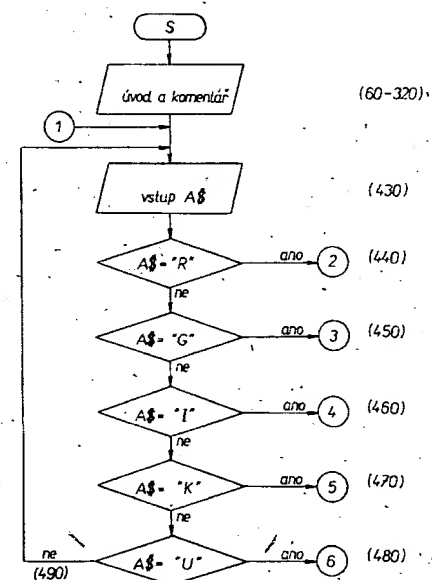 S
úvod a komentář (60-320)
1
vstup A$ (430)
A$= "R" ano 2 (440)
ne
A$= "G" ano 3 (450)
ne
A$= "I" ano 4 (460)
ne
A$= "K" ano 5 (470)
ne
ne A$= "U" ano 6 (480)
(490)